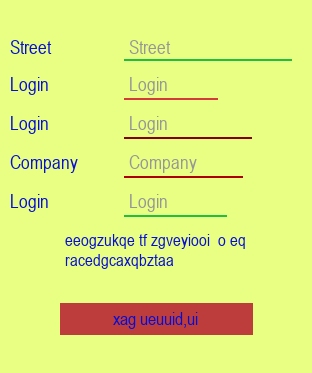 Street Street
Login Login
Login Login
Company Company
Login Login
eeogzukqe tf zgveyiooi o eq
racedgcaxqbztaa
xag ueuuid,ui